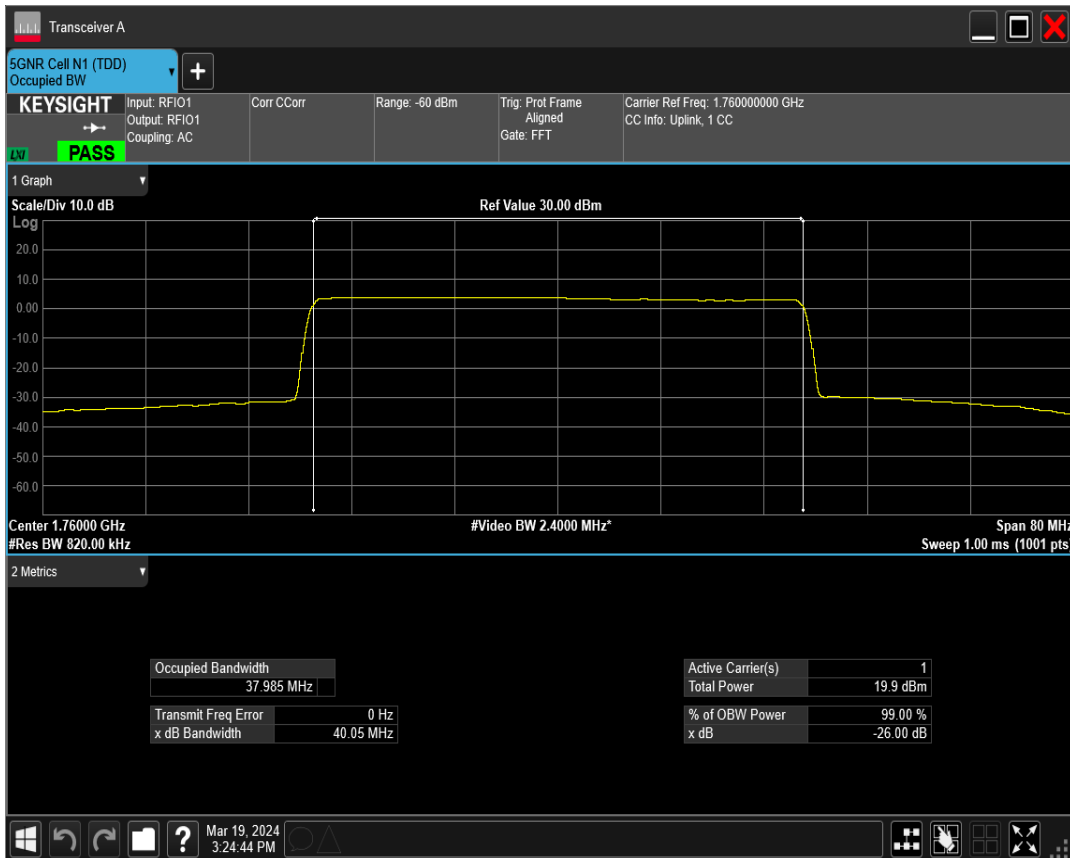 Transceiver A
5GNR Cell N1 (TDD)
Occupied BW
+
KEYSIGHT
LXI
PASS
Input: RFIO1
Output: RFIO1
Coupling: AC
Corr CCorr
Range: -60 dBm
Trig: Prot Frame
Aligned
Gate: FFT
Carrier Ref Freq: 1.760000000 GHz
CC Info: Uplink, 1 CC
1 Graph
Scale/Div 10.0 dB
Ref Value 30.00 dBm
Log
20.0
10.0
0.00
-10.0
-20.0
-30.0
-40.0
-50.0
-60.0
Center 1.76000 GHz
#Video BW 2.4000 MHz*
Span 80 MHz
#Res BW 820.00 kHz
Sweep 1.00 ms (1001 pts)
2 Metrics
Occupied Bandwidth
37.985 MHz
Transmit Freq Error 0 Hz
x dB Bandwidth 40.05 MHz
Active Carrier(s) 1
Total Power 19.9 dBm
% of OBW Power 99.00 %
x dB -26.00 dB
?
Mar 19, 2024
3:24:44 PM